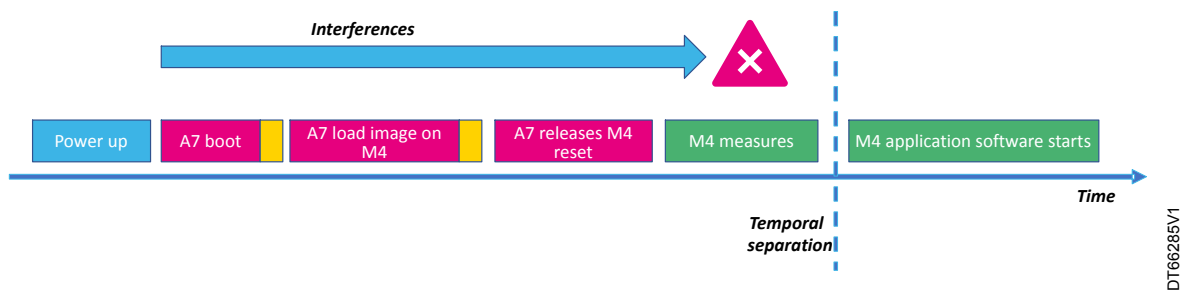 Interferences
Power up
A7 boot
A7 load image on
M4
A7 releases M4
reset
M4 measures
M4 application software starts
Time
Temporal
separation
DT66285V1